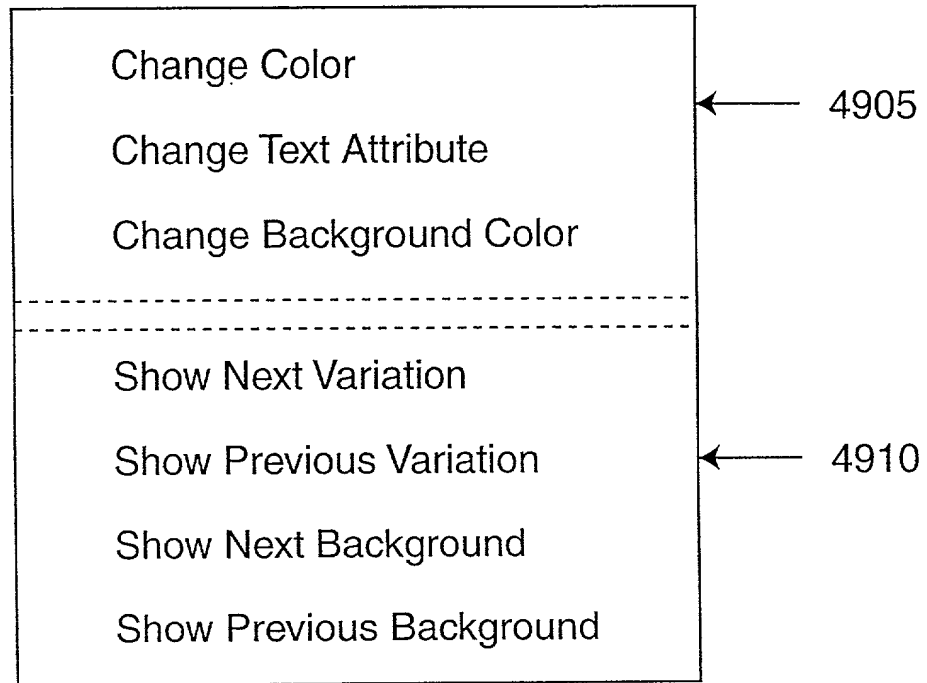 Change Color
4905
Change Text Attribute
Change Background Color
Show Next Variation
Show Previous Variation
4910
Show Next Background
Show Previous Background